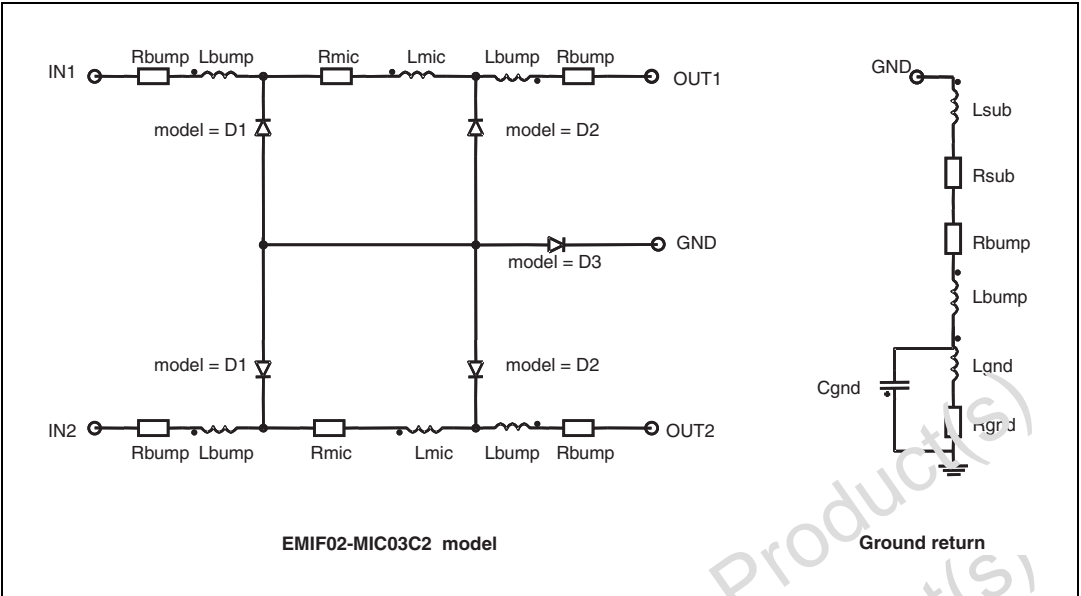 Rbump Lbump Rmic Lmic Lbump Rbump
IN1 OUT1
model = D1 model = D2
GND
model = D3
model = D1 model = D2
IN2 OUT2
Rbump Lbump Rmic Lmic Lbump Rbump
EMIF02-MIC03C2 model
GND
Lsub
Rsub
Rbump
Lbump
Lgnd
Cgnd
Rgnd
Ground return
Product(s)